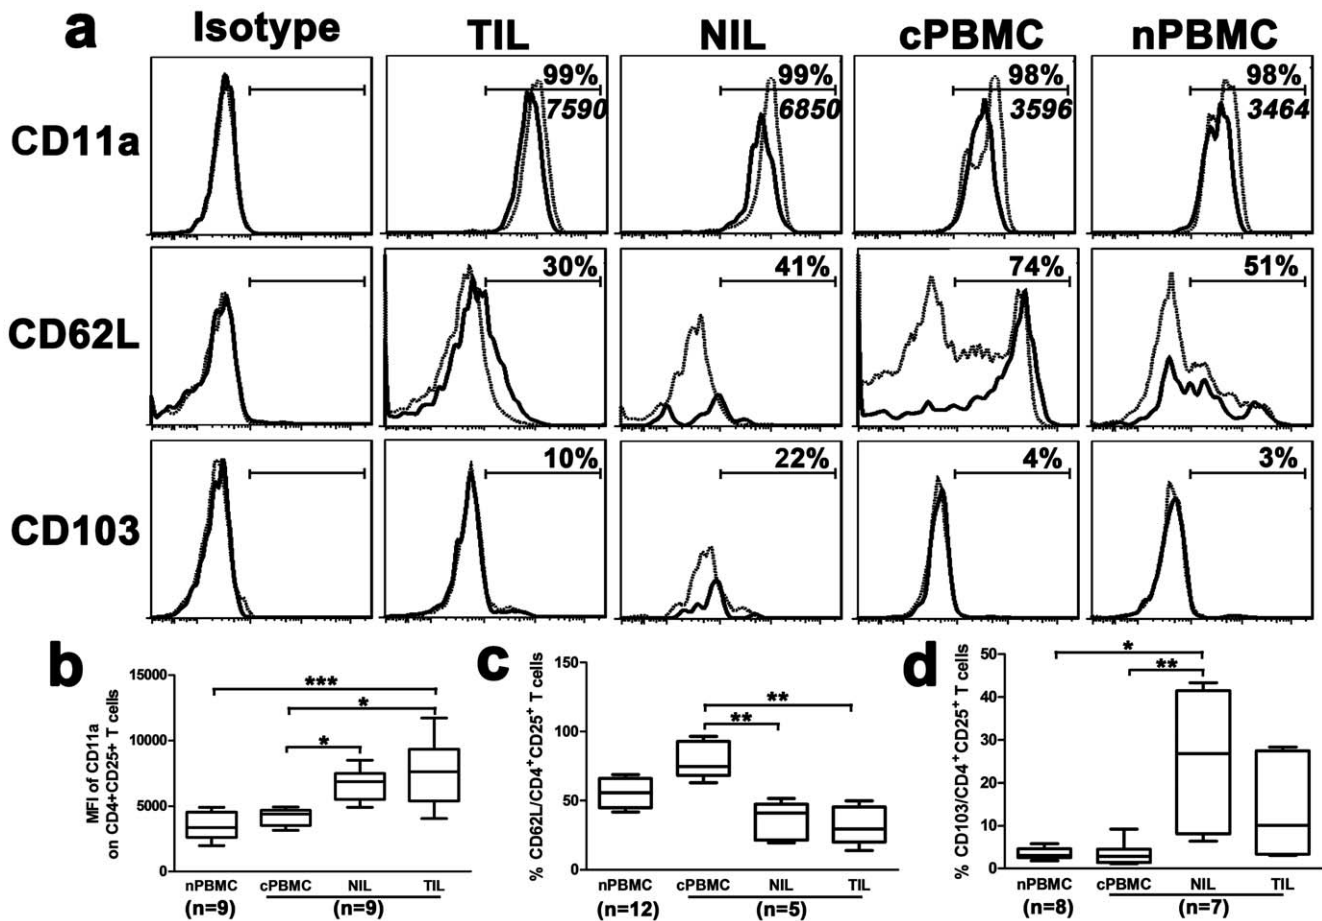 a Isotype TIL NIL cPBMC nPBMC
CD11a 99% 99% 98% 98%
7590 6850 3596 3464
CD62L 30% 41% 74% 51%
CD103 10% 22% 4% 3%
b
MFI of CD11a
on CD4+CD25+ T cells
15000
10000
5000
0
***
*
*
nPBMC cPBMC NIL TIL
(n=9) (n=9)
c
% CD62L/CD4⁺CD25⁺ T cells
150
100
50
0
**
**
nPBMC cPBMC NIL TIL
(n=12) (n=5)
d
% CD103/CD4⁺CD25⁺ T cells
50
40
30
20
10
0
*
**
nPBMC cPBMC NIL TIL
(n=8) (n=7)